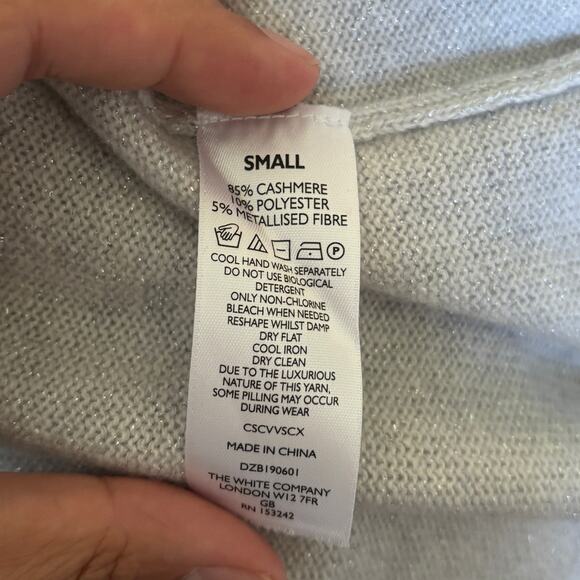 SMALL
85% CASHMERE
10% POLYESTER
5% METALLISED FIBRE
P
COOL HAND WASH SEPARATELY
DO NOT USE BIOLOGICAL
DETERGENT
ONLY NON-CHLORINE
BLEACH WHEN NEEDED
RESHAPE WHILST DAMP
DRY FLAT
COOL IRON
DRY CLEAN
DUE TO THE LUXURIOUS
NATURE OF THIS YARN,
SOME PILLING MAY OCCUR
DURING WEAR
CSCVVSCX
MADE IN CHINA
DZB190601
THE WHITE COMPANY
LONDON W12 7FR
GB
RN 153242